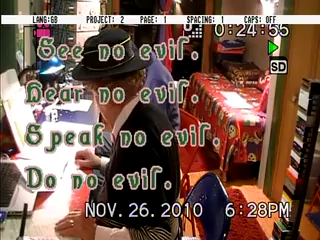 LANG:GB PROJECT: 2 PAGE: 1 SPACING: 1 CAPS: OFF
0:24:55
See no evil.
SD
Hear no evil.
Speak no evil.
Do no evil.
NOV.26.2010 6:28PM